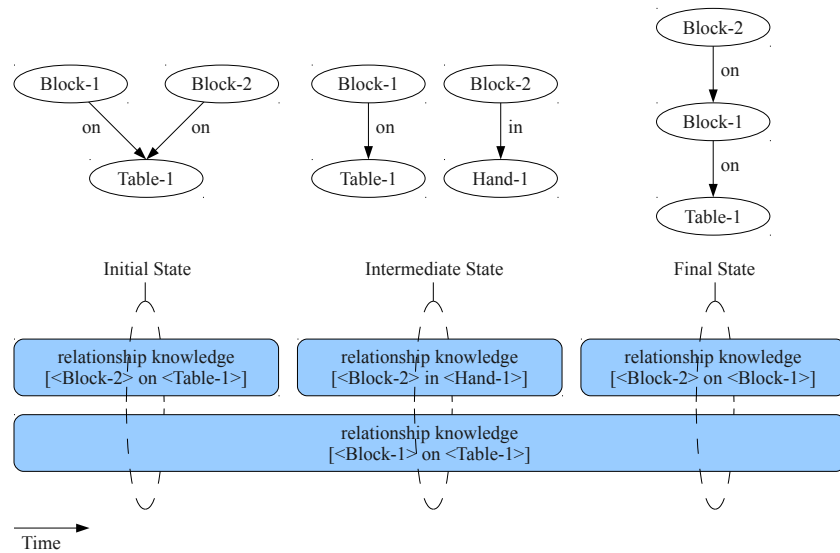 Block-2
on
Block-1 Block-2 Block-1 Block-2
on on on in Block-1
on
Table-1 Table-1 Hand-1
Table-1
Initial State Intermediate State Final State
relationship knowledge
[<Block-2> on <Table-1>]
relationship knowledge
[<Block-2> in <Hand-1>]
relationship knowledge
[<Block-2> on <Block-1>]
relationship knowledge
[<Block-1> on <Table-1>]
Time